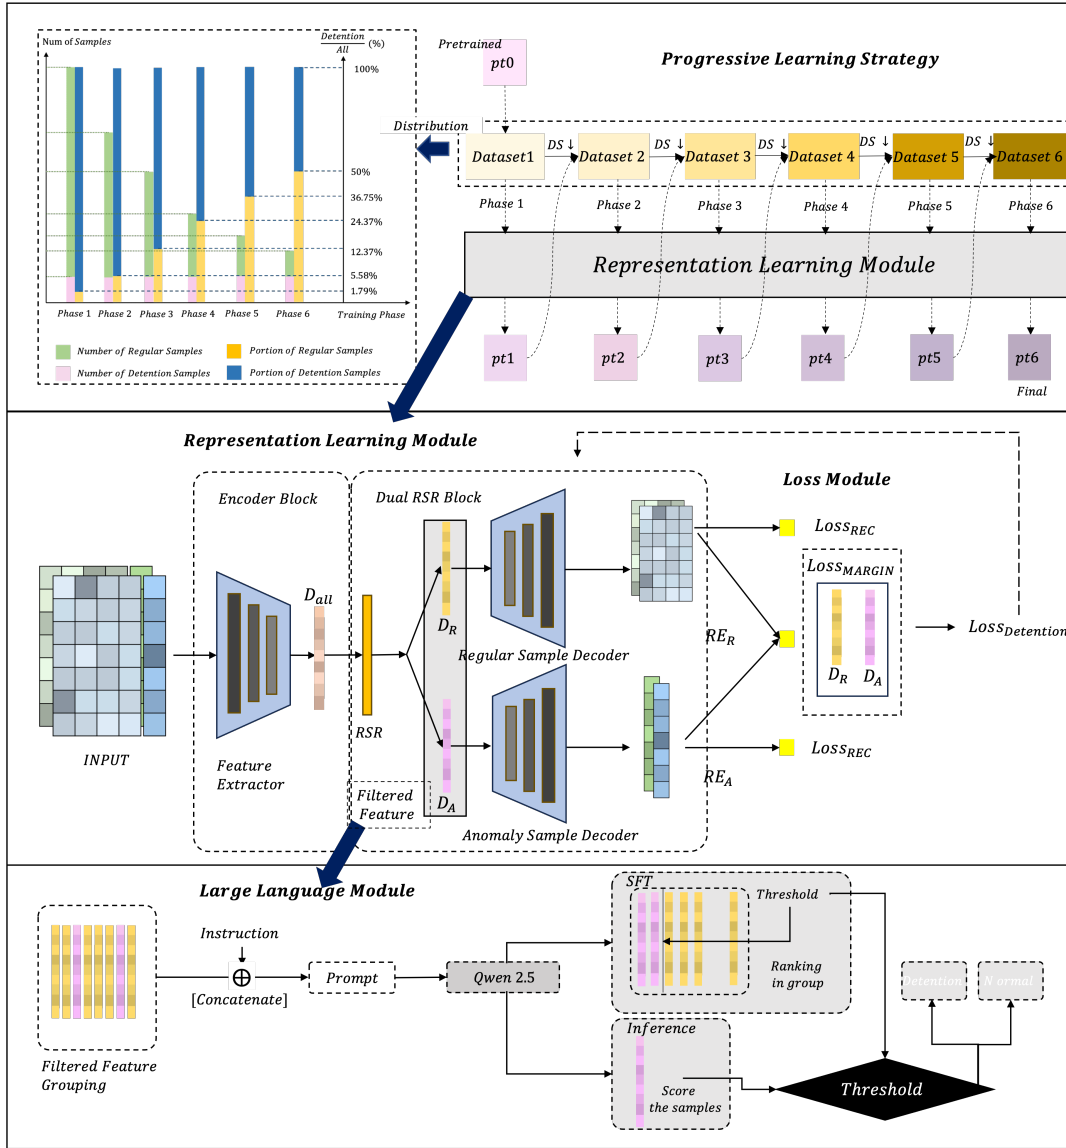 Num of Samples
Detention
All
(%)
100%
50%
36.75%
24.37%
12.37%
5.58%
1.79%
Phase 1
Phase 2
Phase 3
Phase 4
Phase 5
Phase 6
Training Phase
Number of Regular Samples
Portion of Regular Samples
Number of Detention Samples
Portion of Detention Samples
Pretrained
pt0
Progressive Learning Strategy
Distribution
Dataset1
DS ↓
Dataset 2
DS ↓
Dataset 3
DS ↓
Dataset 4
DS ↓
Dataset 5
DS ↓
Dataset 6
Phase 1
Phase 2
Phase 3
Phase 4
Phase 5
Phase 6
Representation Learning Module
pt1
pt2
pt3
pt4
pt5
pt6
Final
Representation Learning Module
Encoder Block
Dual RSR Block
Loss Module
INPUT
Feature
Extractor
D_all
RSR
D_R
Regular Sample Decoder
D_A
Filtered
Feature
Anomaly Sample Decoder
RE_R
RE_A
Loss_REC
Loss_MARGIN
D_R
D_A
Loss_Detention
Loss_REC
Large Language Module
Filtered Feature
Grouping
Instruction
[Concatenate]
Prompt
Qwen 2.5
SFT
Threshold
Ranking
in group
Inference
Score
the samples
Threshold
Detention
N ormal